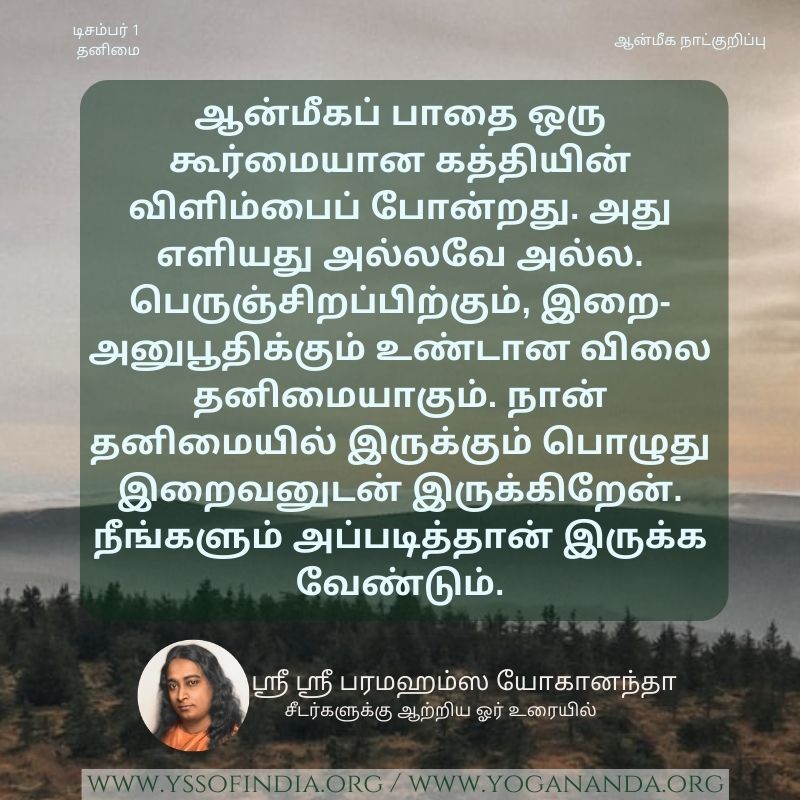 டிசம்பர் 1
தனிமை
ஆன்மீக நாட்குறிப்பு
ஆன்மீகப் பாதை ஒரு
கூர்மையான கத்தியின்
விளிம்பைப் போன்றது. அது
எளியது அல்லவே அல்ல.
பெருஞ்சிறப்பிற்கும், இறை-
அனுபூதிக்கும் உண்டான விலை
தனிமையாகும். நான்
தனிமையில் இருக்கும் பொழுது
இறைவனுடன் இருக்கிறேன்.
நீங்களும் அப்படித்தான் இருக்க
வேண்டும்.
ஸ்ரீ ஸ்ரீ பரமஹம்ஸ யோகானந்தா
சீடர்களுக்கு ஆற்றிய ஓர் உரையில்
WWW.YSSOFINDIA.ORG / WWW.YOGANANDA.ORG